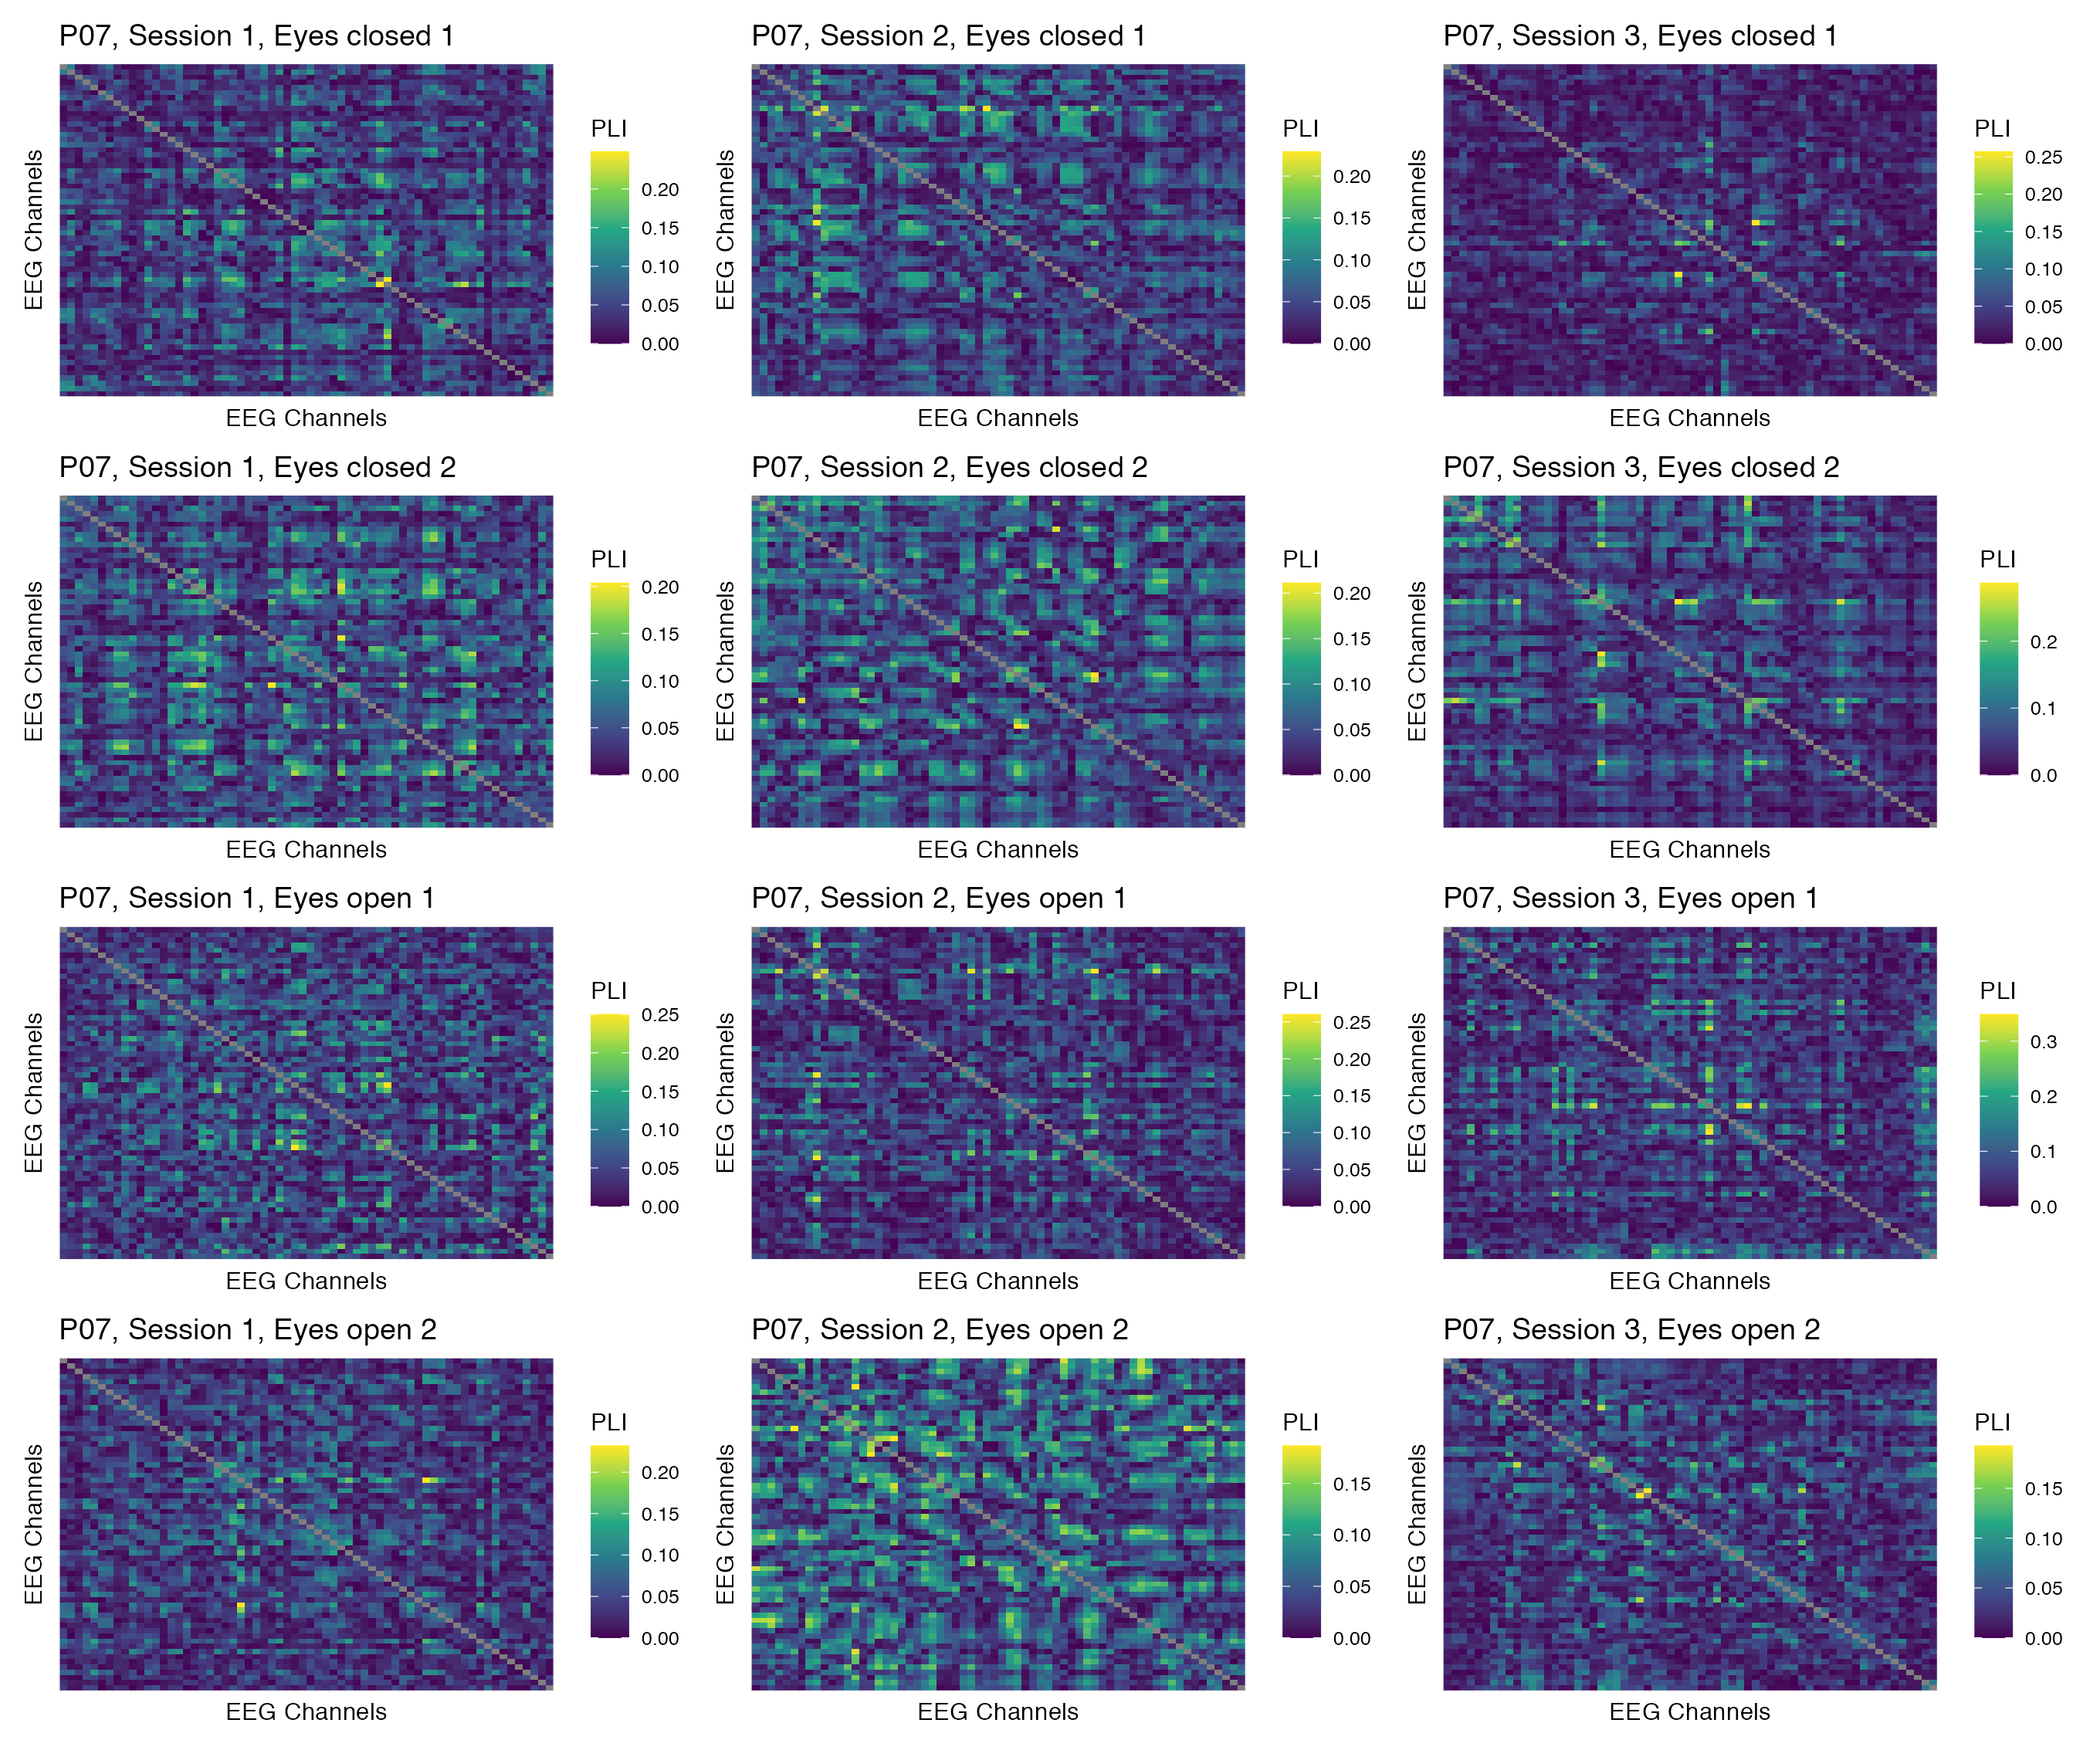 P07, Session 1, Eyes closed 1
EEG Channels
EEG Channels
PLI
0.20
0.15
0.10
0.05
0.00
P07, Session 2, Eyes closed 1
EEG Channels
EEG Channels
PLI
0.20
0.15
0.10
0.05
0.00
P07, Session 3, Eyes closed 1
EEG Channels
EEG Channels
PLI
0.25
0.20
0.15
0.10
0.05
0.00
P07, Session 1, Eyes closed 2
EEG Channels
EEG Channels
PLI
0.20
0.15
0.10
0.05
0.00
P07, Session 2, Eyes closed 2
EEG Channels
EEG Channels
PLI
0.20
0.15
0.10
0.05
0.00
P07, Session 3, Eyes closed 2
EEG Channels
EEG Channels
PLI
0.2
0.1
0.0
P07, Session 1, Eyes open 1
EEG Channels
EEG Channels
PLI
0.25
0.20
0.15
0.10
0.05
0.00
P07, Session 2, Eyes open 1
EEG Channels
EEG Channels
PLI
0.25
0.20
0.15
0.10
0.05
0.00
P07, Session 3, Eyes open 1
EEG Channels
EEG Channels
PLI
0.3
0.2
0.1
0.0
P07, Session 1, Eyes open 2
EEG Channels
EEG Channels
PLI
0.20
0.15
0.10
0.05
0.00
P07, Session 2, Eyes open 2
EEG Channels
EEG Channels
PLI
0.15
0.10
0.05
0.00
P07, Session 3, Eyes open 2
EEG Channels
EEG Channels
PLI
0.15
0.10
0.05
0.00